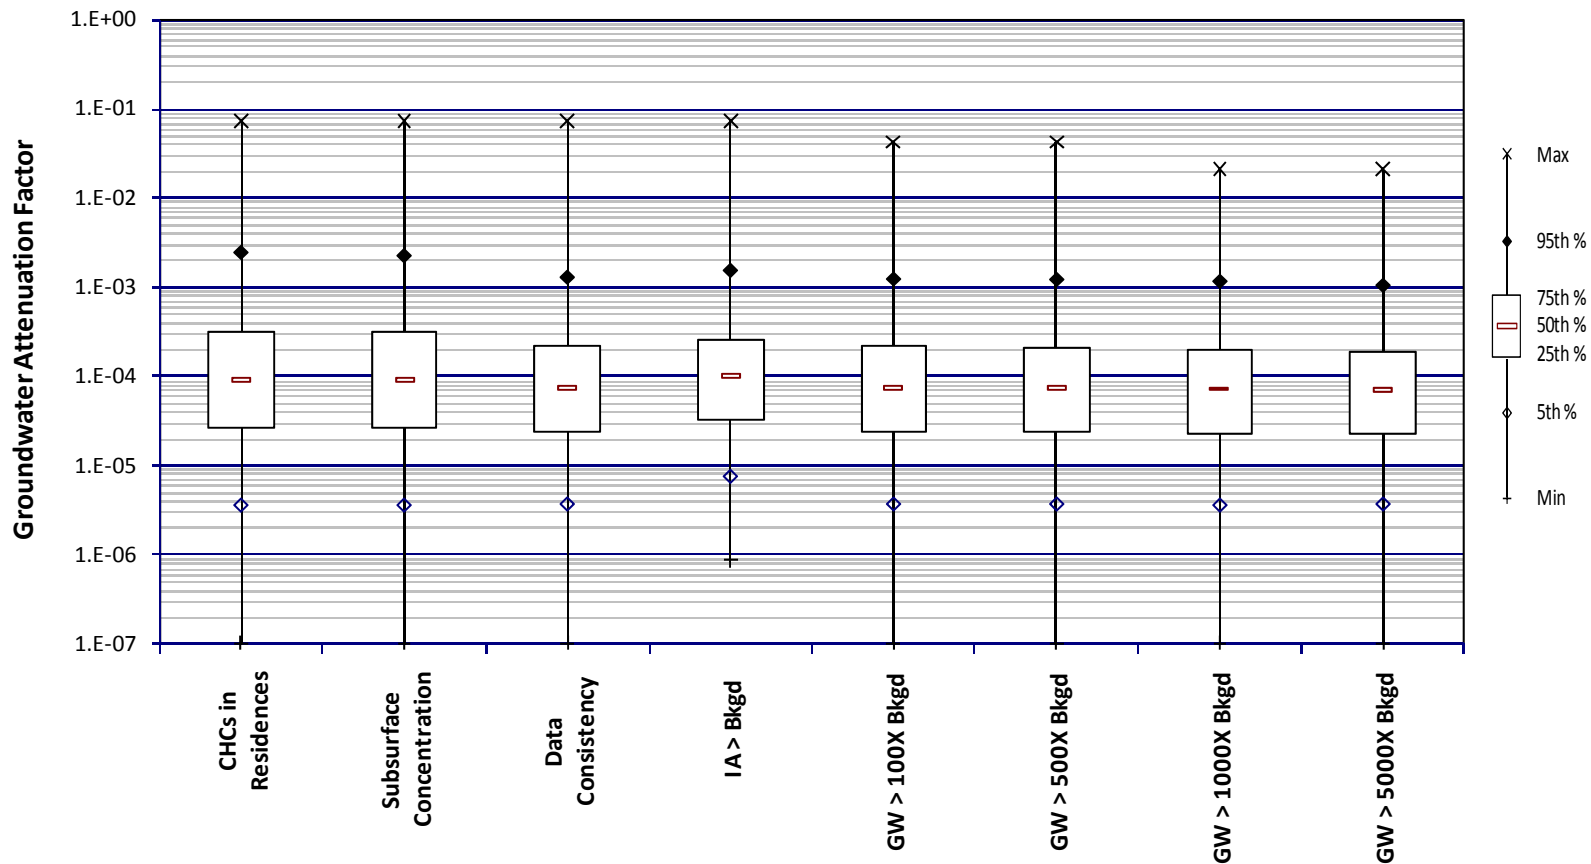 Groundwater Attenuation Factor
1.E+00
1.E-01
1.E-02
1.E-03
1.E-04
1.E-05
1.E-06
1.E-07
CHCs in
Residences
Subsurface
Concentration
Data
Consistency
IA > Bkgd
GW > 100X Bkgd
GW > 500X Bkgd
GW > 1000X Bkgd
GW > 5000X Bkgd
Max
95th %
75th %
50th %
25th %
5th %
Min